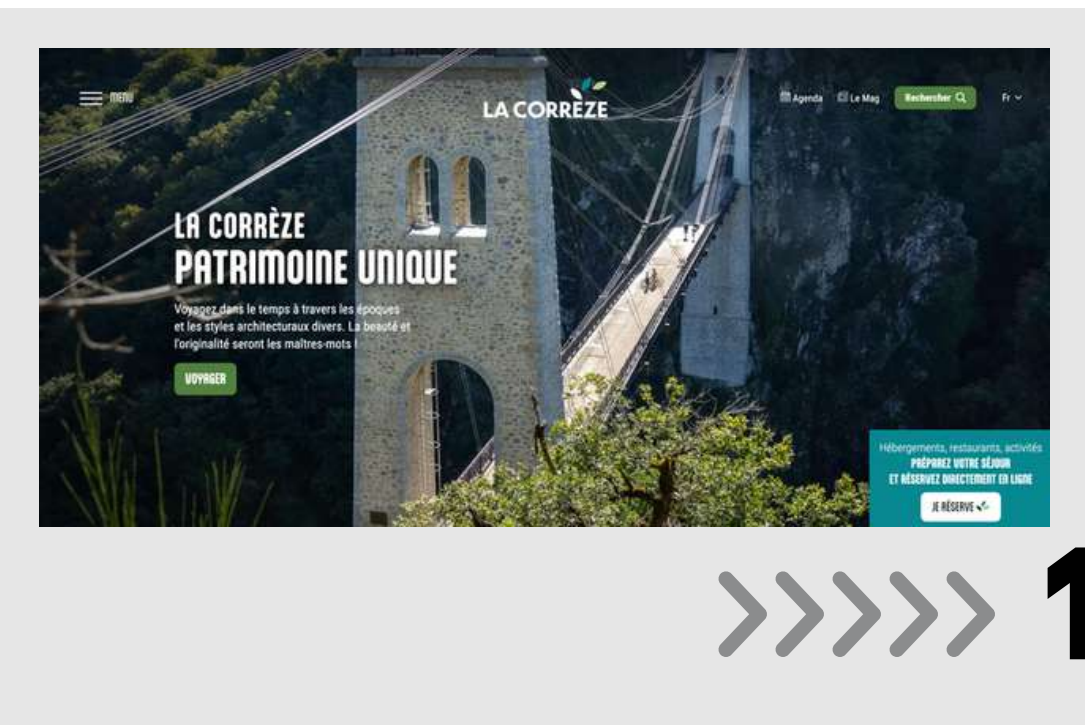 MENU
LA CORRÈZE
Agenda
Le Mag
Rechercher
Fr
LA CORRÈZE
PATRIMOINE UNIQUE
Voyagez dans le temps à travers les époques
et les styles architecturaux divers. La beauté et
l'originalité seront les maîtres-mots !
VOYAGER
Hébergements, restaurants, activités
PRÉPAREZ VOTRE SÉJOUR
ET RÉSERVEZ DIRECTEMENT EN LIGNE
JE RÉSERVE
1